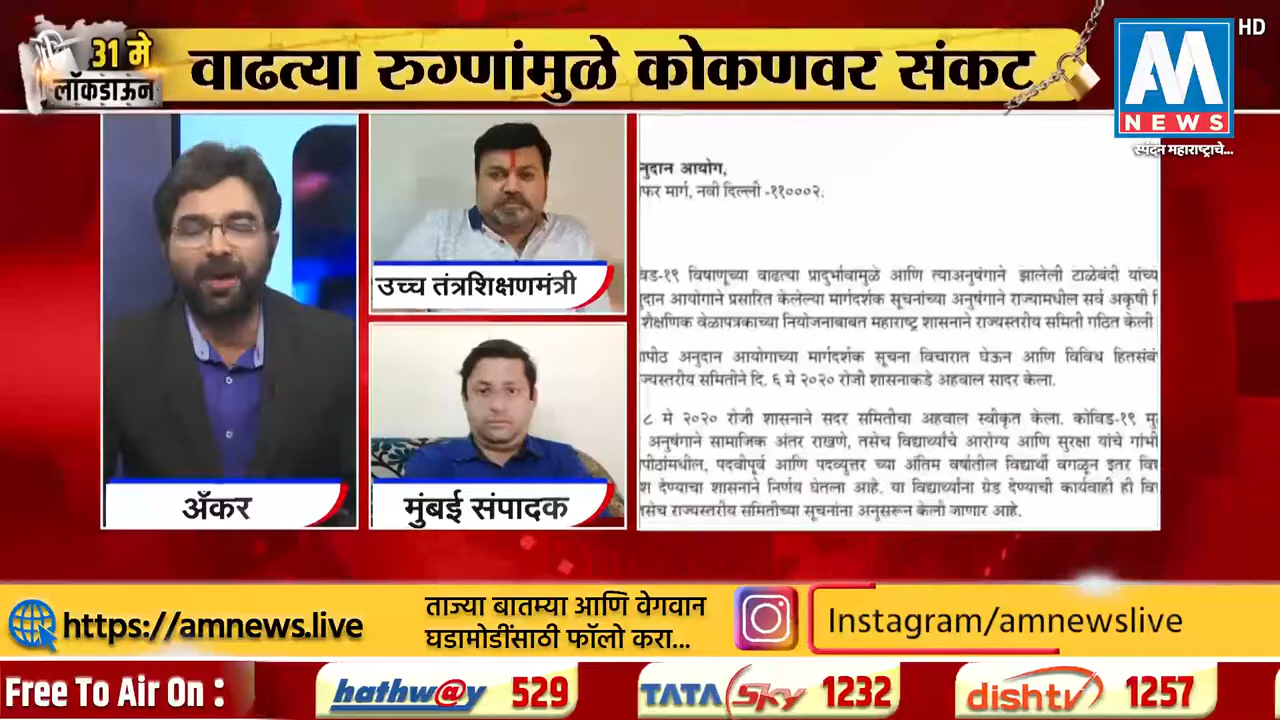 31 मे
लॉकडाऊन
वाढत्या रुग्णांमुळे कोकणवर संकट
HD
AM
NEWS
स्पंदन महाराष्ट्राचे...
उच्च तंत्रशिक्षणमंत्री
अँकर
मुंबई संपादक
नुदान आयोग,
फर मार्ग, नवी दिल्ली -११०००२.
विड-१९ विषाणूच्या वाढत्या प्रादुर्भावामुळे आणि त्याअनुषंगाने झालेली टाळेबंदी यांच्य
नुदान आयोगाने प्रसारित केलेल्या मार्गदर्शक सूचनांच्या अनुषंगाने राज्यामधील सर्व अकृषी
शैक्षणिक वेळापत्रकाच्या नियोजनाबाबत महाराष्ट्र शासनाने राज्यस्तरीय समिती गठित केली
ापीठ अनुदान आयोगाच्या मार्गदर्शक सूचना विचारात घेऊन आणि विविध हितसंबं
ज्यस्तरीय समितीने दि. ६ मे २०२० रोजी शासनाकडे अहवाल सादर केला.
८ मे २०२० रोजी शासनाने सदर समितीचा अहवाल स्वीकृत केला. कोविड-१९ मु
अनुषंगाने सामाजिक अंतर राखणे, तसेच विद्यार्थ्यांचे आरोग्य आणि सुरक्षा यांचे गांभी
पीठांमधील, पदवीपूर्व आणि पदव्युत्तर च्या अंतिम वर्षातील विद्यार्थी वगळून इतर वि
श देण्याचा शासनाने निर्णय घेतला आहे. या विद्यार्थ्यांना ग्रेड देण्याची कार्यवाही ही वि
तसेच राज्यस्तरीय समितीच्या सूचनांना अनुसरून केली जाणार आहे.
https://amnews.live
ताज्या बातम्या आणि वेगवान
घडामोडींसाठी फॉलो करा...
Instagram/amnewslive
Free To Air On : hathw@y 529 TATA Sky 1232 dishtv 1257